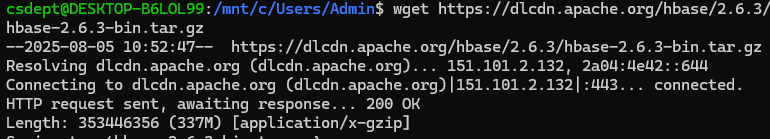 csdept@DESKTOP-B6LOL99:/mnt/c/Users/Admin$ wget https://dlcdn.apache.org/hbase/2.6.3/
hbase-2.6.3-bin.tar.gz
--2025-08-05 10:52:47--  https://dlcdn.apache.org/hbase/2.6.3/hbase-2.6.3-bin.tar.gz
Resolving dlcdn.apache.org (dlcdn.apache.org)... 151.101.2.132, 2a04:4e42::644
Connecting to dlcdn.apache.org (dlcdn.apache.org)|151.101.2.132|:443... connected.
HTTP request sent, awaiting response... 200 OK
Length: 353446356 (337M) [application/x-gzip]